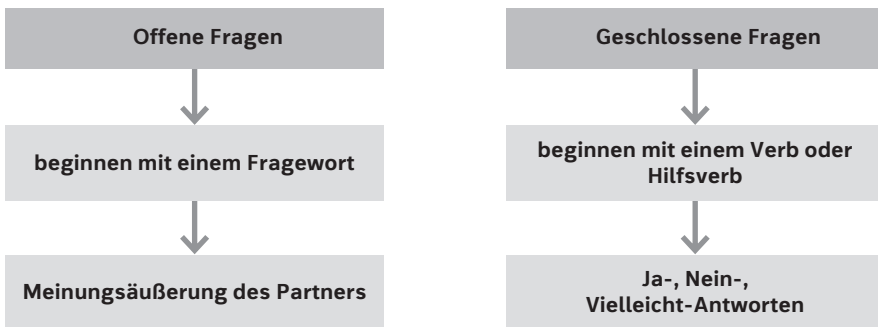 Offene Fragen
beginnen mit einem Fragewort
Meinungsäußerung des Partners
Geschlossene Fragen
beginnen mit einem Verb oder
Hilfsverb
Ja-, Nein-,
Vielleicht-Antworten